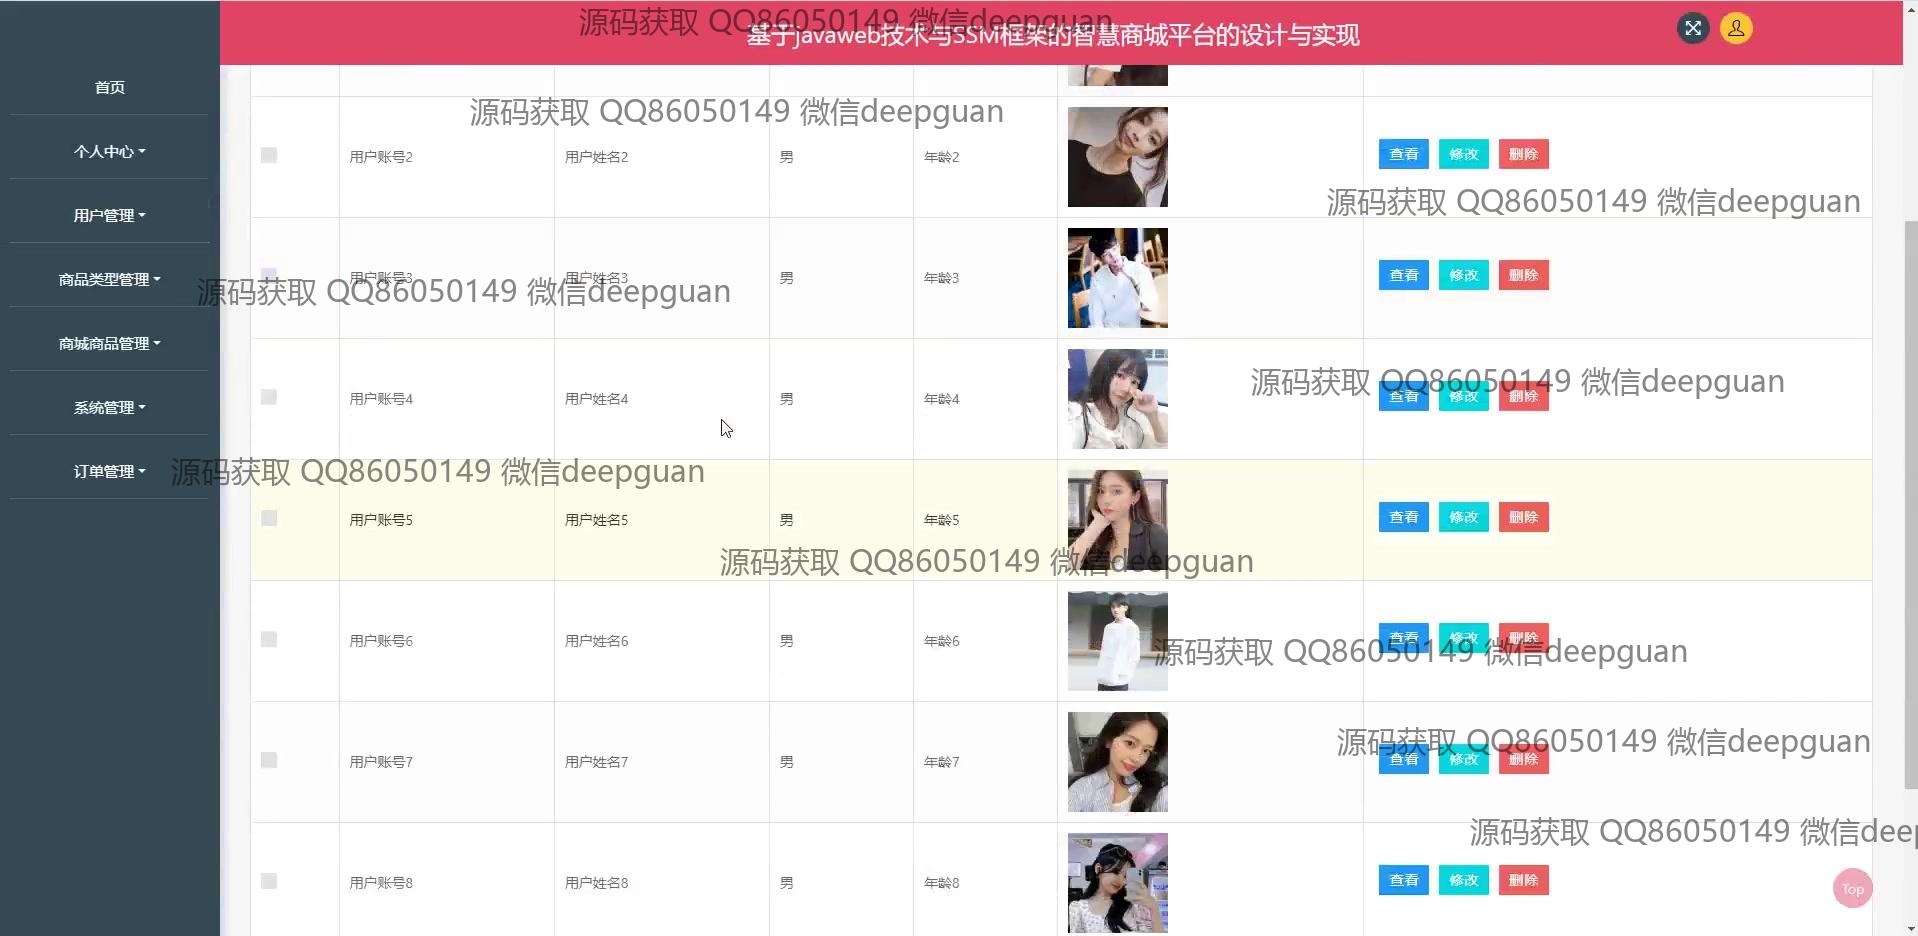 源码获取 QQ86050149 微信deepguan
基于javaweb技术与SSM框架的智慧商城平台的设计与实现
首页
个人中心
用户管理
商品类型管理
商城商品管理
系统管理
订单管理
源码获取 QQ86050149 微信deepguan
用户账号2 用户姓名2 男 年龄2 查看 修改 删除
源码获取 QQ86050149 微信deepguan
用户账号3 用户姓名3 男 年龄3 查看 修改 删除
源码获取 QQ86050149 微信deepguan
源码获取 QQ86050149 微信deepguan
用户账号4 用户姓名4 男 年龄4 查看 修改 删除
源码获取 QQ86050149 微信deepguan
用户账号5 用户姓名5 男 年龄5 查看 修改 删除
源码获取 QQ86050149 微信deepguan
用户账号6 用户姓名6 男 年龄6 查看 修改 删除
源码获取 QQ86050149 微信deepguan
源码获取 QQ86050149 微信deepguan
用户账号7 用户姓名7 男 年龄7 查看 修改 删除
源码获取 QQ86050149 微信deep
用户账号8 用户姓名8 男 年龄8 查看 修改 删除
Top